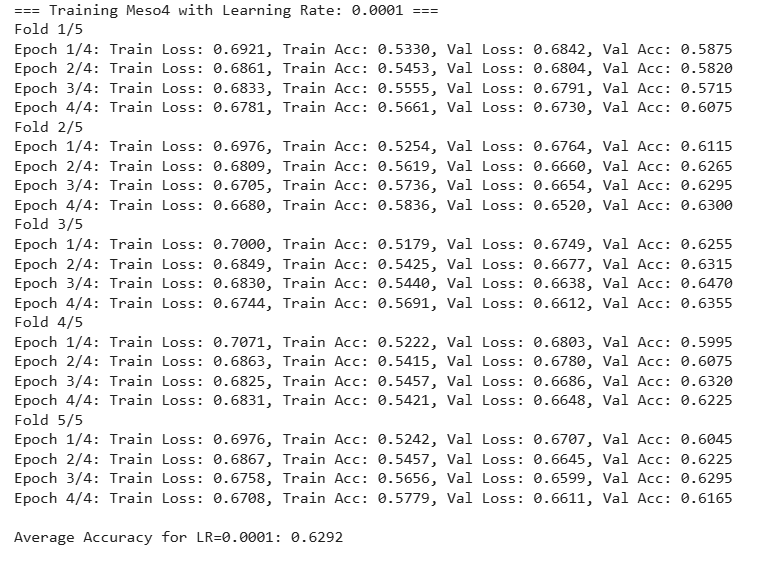 === Training Meso4 with Learning Rate: 0.0001 ===
Fold 1/5
Epoch 1/4: Train Loss: 0.6921, Train Acc: 0.5330, Val Loss: 0.6842, Val Acc: 0.5875
Epoch 2/4: Train Loss: 0.6861, Train Acc: 0.5453, Val Loss: 0.6804, Val Acc: 0.5820
Epoch 3/4: Train Loss: 0.6833, Train Acc: 0.5555, Val Loss: 0.6791, Val Acc: 0.5715
Epoch 4/4: Train Loss: 0.6781, Train Acc: 0.5661, Val Loss: 0.6730, Val Acc: 0.6075
Fold 2/5
Epoch 1/4: Train Loss: 0.6976, Train Acc: 0.5254, Val Loss: 0.6764, Val Acc: 0.6115
Epoch 2/4: Train Loss: 0.6809, Train Acc: 0.5619, Val Loss: 0.6660, Val Acc: 0.6265
Epoch 3/4: Train Loss: 0.6705, Train Acc: 0.5736, Val Loss: 0.6654, Val Acc: 0.6295
Epoch 4/4: Train Loss: 0.6680, Train Acc: 0.5836, Val Loss: 0.6520, Val Acc: 0.6300
Fold 3/5
Epoch 1/4: Train Loss: 0.7000, Train Acc: 0.5179, Val Loss: 0.6749, Val Acc: 0.6255
Epoch 2/4: Train Loss: 0.6849, Train Acc: 0.5425, Val Loss: 0.6677, Val Acc: 0.6315
Epoch 3/4: Train Loss: 0.6830, Train Acc: 0.5440, Val Loss: 0.6638, Val Acc: 0.6470
Epoch 4/4: Train Loss: 0.6744, Train Acc: 0.5691, Val Loss: 0.6612, Val Acc: 0.6355
Fold 4/5
Epoch 1/4: Train Loss: 0.7071, Train Acc: 0.5222, Val Loss: 0.6803, Val Acc: 0.5995
Epoch 2/4: Train Loss: 0.6863, Train Acc: 0.5415, Val Loss: 0.6780, Val Acc: 0.6075
Epoch 3/4: Train Loss: 0.6825, Train Acc: 0.5457, Val Loss: 0.6686, Val Acc: 0.6320
Epoch 4/4: Train Loss: 0.6831, Train Acc: 0.5421, Val Loss: 0.6648, Val Acc: 0.6225
Fold 5/5
Epoch 1/4: Train Loss: 0.6976, Train Acc: 0.5242, Val Loss: 0.6707, Val Acc: 0.6045
Epoch 2/4: Train Loss: 0.6867, Train Acc: 0.5457, Val Loss: 0.6645, Val Acc: 0.6225
Epoch 3/4: Train Loss: 0.6758, Train Acc: 0.5656, Val Loss: 0.6599, Val Acc: 0.6295
Epoch 4/4: Train Loss: 0.6708, Train Acc: 0.5779, Val Loss: 0.6611, Val Acc: 0.6165
Average Accuracy for LR=0.0001: 0.6292